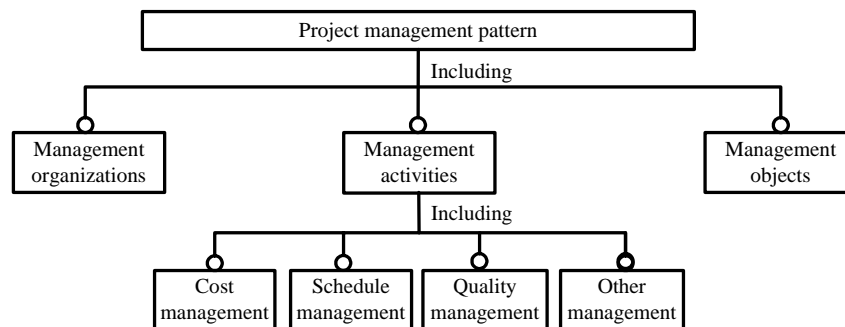 Project management pattern
Including
Management
organizations
Management
activities
Management
objects
Including
Cost
management
Schedule
management
Quality
management
Other
management